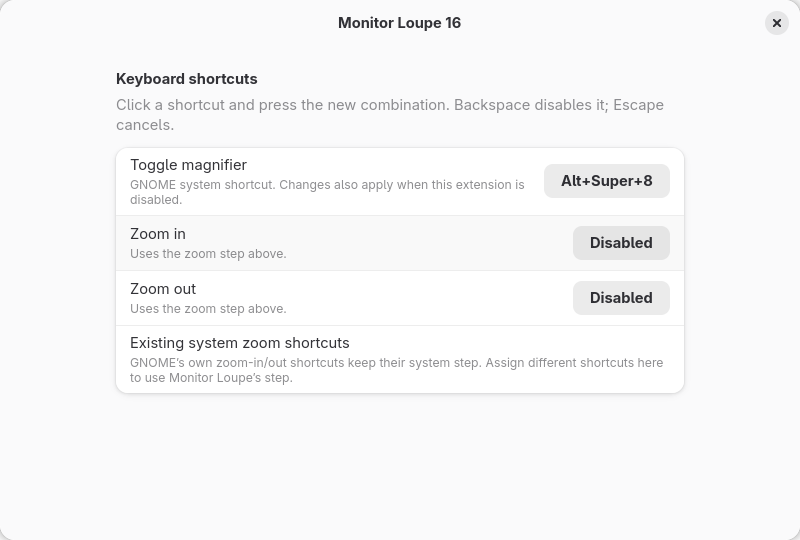 Monitor Loupe 16
Keyboard shortcuts
Click a shortcut and press the new combination. Backspace disables it; Escape
cancels.
Toggle magnifier
GNOME system shortcut. Changes also apply when this extension is
disabled.
Alt+Super+8
Zoom in
Uses the zoom step above.
Disabled
Zoom out
Uses the zoom step above.
Disabled
Existing system zoom shortcuts
GNOME’s own zoom-in/out shortcuts keep their system step. Assign different shortcuts here
to use Monitor Loupe’s step.